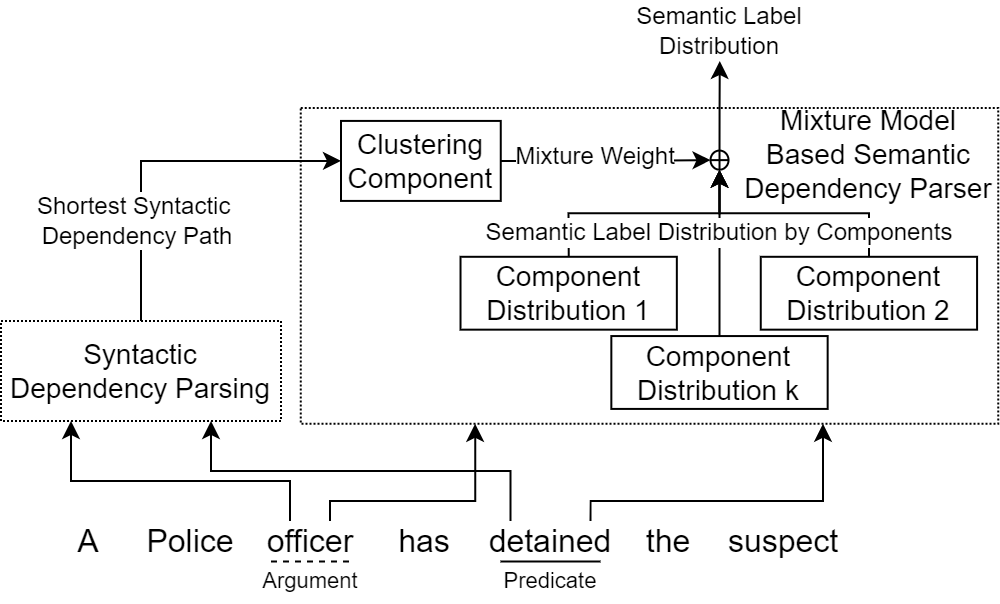 Semantic Label
Distribution
Mixture Model
Based Semantic
Dependency Parser
Clustering
Component
Mixture Weight
Shortest Syntactic
Dependency Path
Semantic Label Distribution by Components
Component
Distribution 1
Component
Distribution 2
Component
Distribution k
Syntactic
Dependency Parsing
A Police officer has detained the suspect
Argument
Predicate